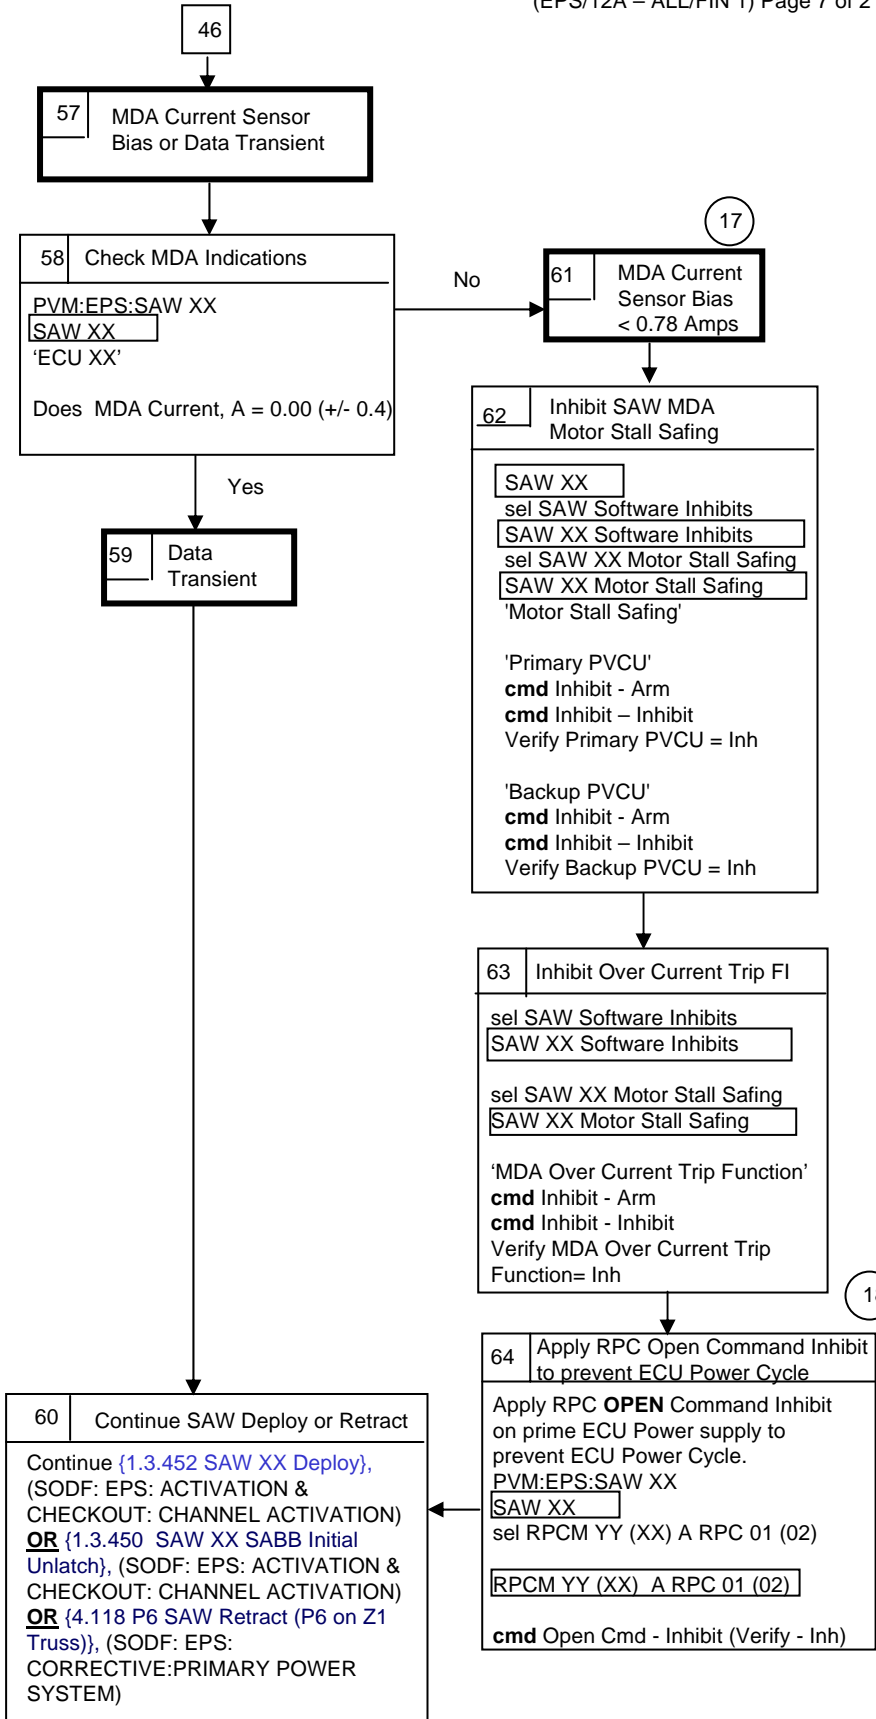 (EPS/12A – ALL/FIN 1) Page 7 of 2
46
57
MDA Current Sensor
Bias or Data Transient
58
Check MDA Indications
PVM:EPS:SAW XX
SAW XX
‘ECU XX’
Does MDA Current, A = 0.00 (+/- 0.4)
No
Yes
17
61
MDA Current
Sensor Bias
< 0.78 Amps
59
Data
Transient
62
Inhibit SAW MDA
Motor Stall Safing
SAW XX
sel SAW Software Inhibits
SAW XX Software Inhibits
sel SAW XX Motor Stall Safing
SAW XX Motor Stall Safing
'Motor Stall Safing'
'Primary PVCU'
cmd Inhibit - Arm
cmd Inhibit – Inhibit
Verify Primary PVCU = Inh
'Backup PVCU'
cmd Inhibit - Arm
cmd Inhibit – Inhibit
Verify Backup PVCU = Inh
63
Inhibit Over Current Trip FI
sel SAW Software Inhibits
SAW XX Software Inhibits
sel SAW XX Motor Stall Safing
SAW XX Motor Stall Safing
‘MDA Over Current Trip Function’
cmd Inhibit - Arm
cmd Inhibit - Inhibit
Verify MDA Over Current Trip
Function= Inh
64
Apply RPC Open Command Inhibit
to prevent ECU Power Cycle
Apply RPC OPEN Command Inhibit
on prime ECU Power supply to
prevent ECU Power Cycle.
PVM:EPS:SAW XX
SAW XX
sel RPCM YY (XX) A RPC 01 (02)
RPCM YY (XX) A RPC 01 (02)
cmd Open Cmd - Inhibit (Verify - Inh)
60
Continue SAW Deploy or Retract
Continue {1.3.452 SAW XX Deploy},
(SODF: EPS: ACTIVATION &
CHECKOUT: CHANNEL ACTIVATION)
OR {1.3.450 SAW XX SABB Initial
Unlatch}, (SODF: EPS: ACTIVATION &
CHECKOUT: CHANNEL ACTIVATION)
OR {4.118 P6 SAW Retract (P6 on Z1
Truss)}, (SODF: EPS:
CORRECTIVE:PRIMARY POWER
SYSTEM)